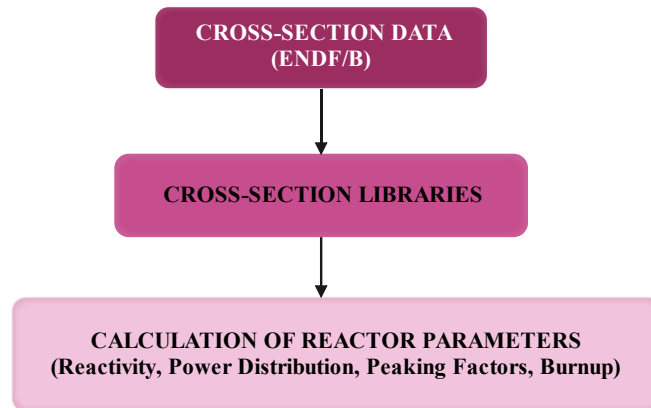 CROSS-SECTION DATA
(ENDF/B)
CROSS-SECTION LIBRARIES
CALCULATION OF REACTOR PARAMETERS
(Reactivity, Power Distribution, Peaking Factors, Burnup)